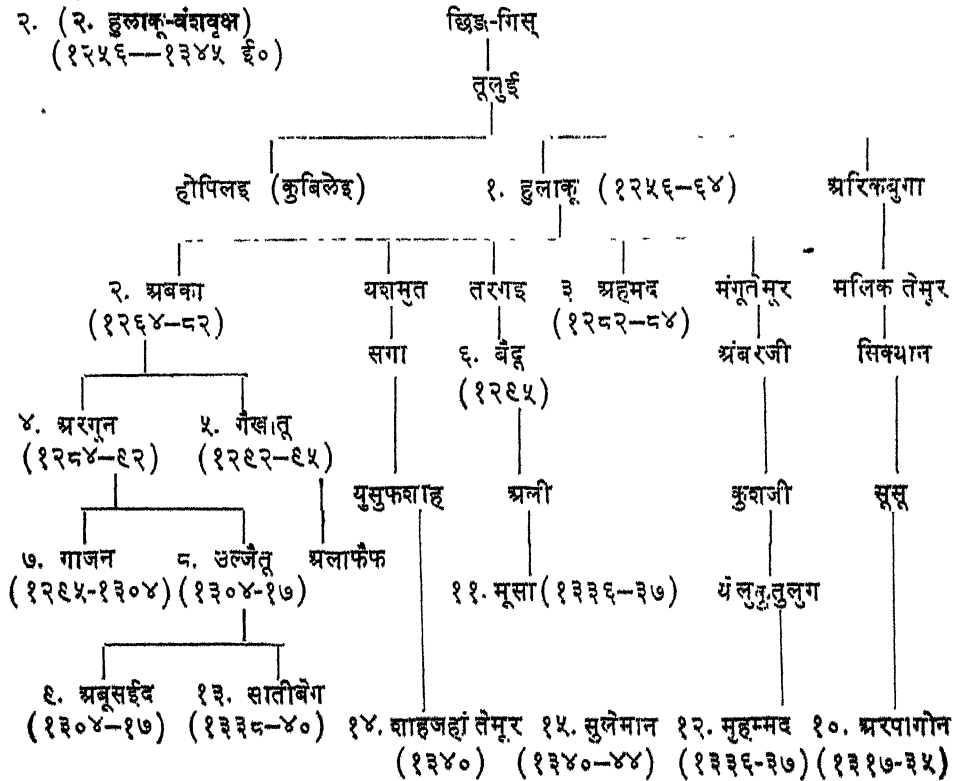 २. (२. हुलाकू-वंशवृक्ष) छिङ-गिस्
(१२५६––१३४५ ई०)
तूलुई
होपिलइ (कुबिलेइ) १. हुलाकू (१२५६–६४) अरिकबुगा
२. अबका यशमुत तरगइ ३ अहमद मंगूतेमूर मलिक तेमूर
(१२६४–८२) (१२८२–८४)
सगा ६. बैदू अंबरजी सिक्थान
(१२९५)
४. अरगून ५. गैखातू
(१२८४–९२) (१२९२–९५)
युसुफशाह अली कुशजी सूसू
७. गाजन ८. उल्जैतू अलाफैफ
(१२९५-१३०४) (१३०४-१७) ११. मूसा (१३३६–३७) तुलुग
९. अबूसईद १३. सातीबेग
(१३०४–१७) (१३३८–४०) १४. शाहजहां तेमूर १५. सुलेमान १२. मुहम्मद १०. अरपागोन
(१३४०) (१३४०–४४) (१३३६-३७) (१३१७-३५)